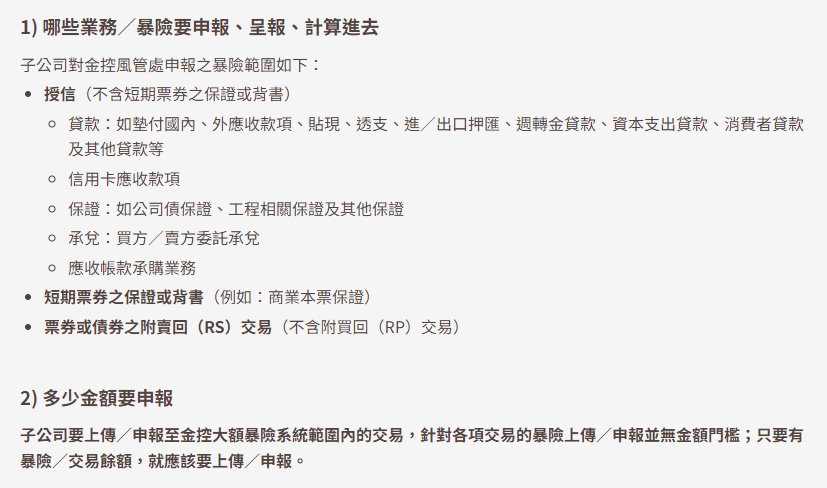 1) 哪些業務／暴險要申報、呈報、計算進去
子公司對金控風管處申報之暴險範圍如下：
• 授信（不含短期票券之保證或背書）
◦ 貸款：如墊付國內、外應收款項、貼現、透支、進／出口押匯、週轉金貸款、資本支出貸款、消費者貸款
及其他貸款等
◦ 信用卡應收款項
◦ 保證：如公司債保證、工程相關保證及其他保證
◦ 承兌：買方／賣方委託承兌
◦ 應收帳款承購業務
• 短期票券之保證或背書（例如：商業本票保證）
• 票券或債券之附賣回（RS）交易（不含附買回（RP）交易）
2) 多少金額要申報
子公司要上傳／申報至金控大額暴險系統範圍內的交易，針對各項交易的暴險上傳／申報並無金額門檻；只要有
暴險／交易餘額，就應該要上傳／申報。